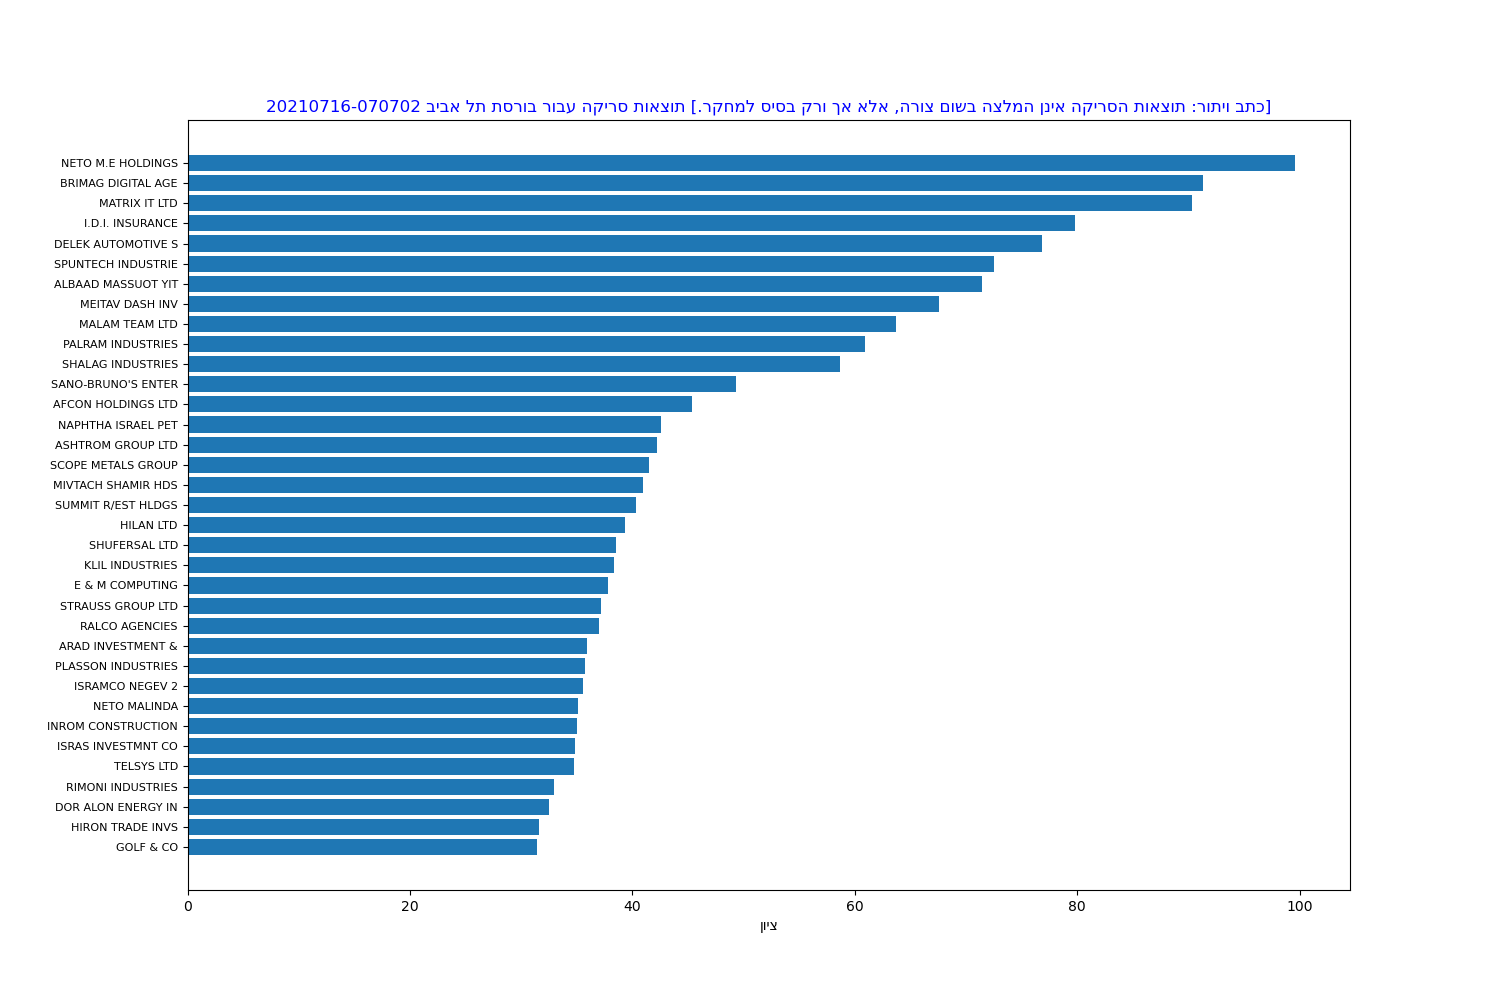 [כתב ויתור: תוצאות הסריקה אינן המלצה בשום צורה, אלא אך ורק בסיס למחקר.] תוצאות סריקה עבור בורסת תל אביב 20210716-070702
NETO M.E HOLDINGS
BRIMAG DIGITAL AGE
MATRIX IT LTD
I.D.I. INSURANCE
DELEK AUTOMOTIVE S
SPUNTECH INDUSTRIE
ALBAAD MASSUOT YIT
MEITAV DASH INV
MALAM TEAM LTD
PALRAM INDUSTRIES
SHALAG INDUSTRIES
SANO-BRUNO'S ENTER
AFCON HOLDINGS LTD
NAPHTHA ISRAEL PET
ASHTROM GROUP LTD
SCOPE METALS GROUP
MIVTACH SHAMIR HDS
SUMMIT R/EST HLDGS
HILAN LTD
SHUFERSAL LTD
KLIL INDUSTRIES
E & M COMPUTING
STRAUSS GROUP LTD
RALCO AGENCIES
ARAD INVESTMENT &
PLASSON INDUSTRIES
ISRAMCO NEGEV 2
NETO MALINDA
INROM CONSTRUCTION
ISRAS INVESTMNT CO
TELSYS LTD
RIMONI INDUSTRIES
DOR ALON ENERGY IN
HIRON TRADE INVS
GOLF & CO
0 20 40 60 80 100
ציון